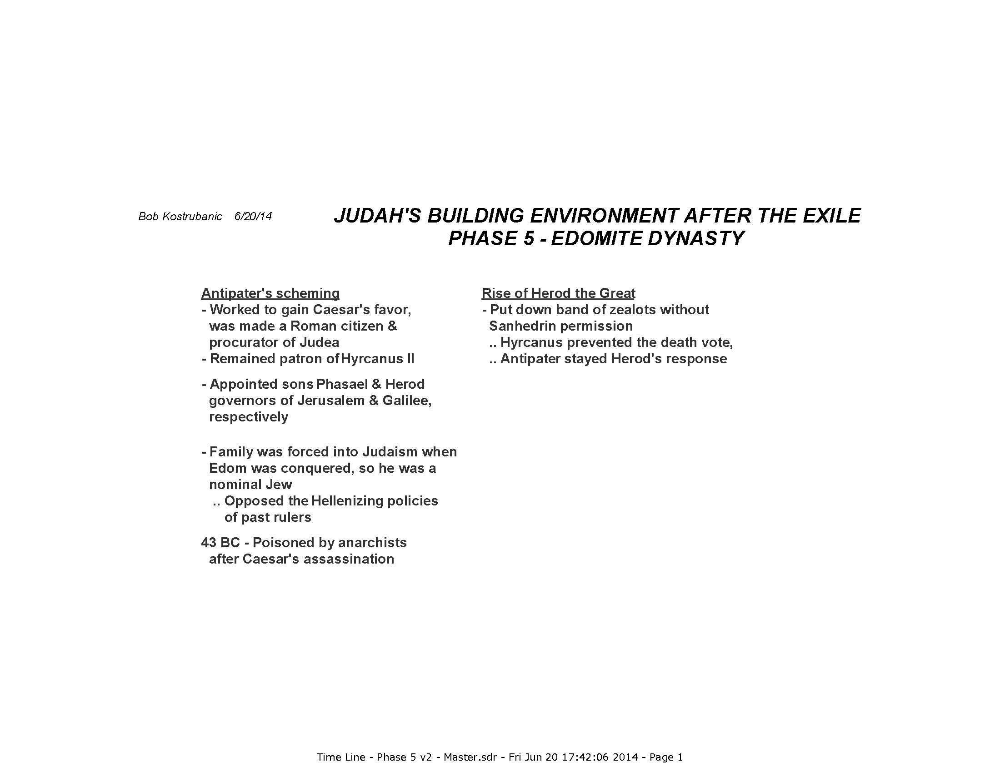 Bob Kostrubanic 6/20/14
JUDAH'S BUILDING ENVIRONMENT AFTER THE EXILE
PHASE 5 - EDOMITE DYNASTY
Antipater's scheming
- Worked to gain Caesar's favor,
was made a Roman citizen &
procurator of Judea
- Remained patron of Hyrcanus II
- Appointed sons Phasael & Herod
governors of Jerusalem & Galilee,
respectively
- Family was forced into Judaism when
Edom was conquered, so he was a
nominal Jew
.. Opposed the Hellenizing policies
of past rulers
43 BC - Poisoned by anarchists
after Caesar's assassination
Rise of Herod the Great
- Put down band of zealots without
Sanhedrin permission
.. Hyrcanus prevented the death vote,
.. Antipater stayed Herod's response
Time Line - Phase 5 v2 - Master.sdr - Fri Jun 20 17:42:06 2014 - Page 1